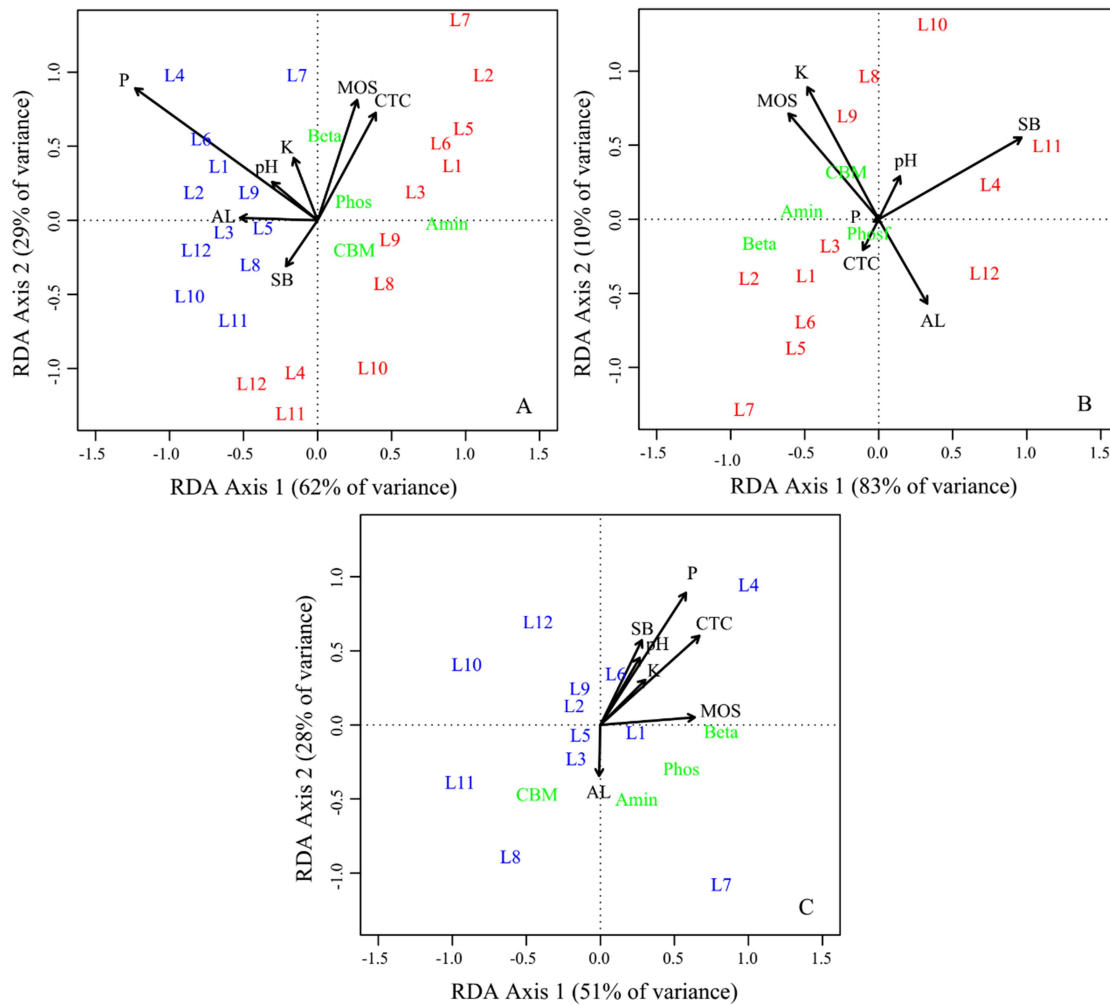 L7
P
L4
L7
MOS
L2
CTC
L6
Beta
L5
L6
K
L1
pH
L1
L2
L9
Phos
L3
AL
L3
L5
Amin
L12
L8
CBM
L9
SB
L8
L10
L11
L12
L4
L10
L11
A
1.0
0.5
0.0
-0.5
-1.0
RDA Axis 2 (29% of variance)
-1.5 -1.0 -0.5 0.0 0.5 1.0 1.5
RDA Axis 1 (62% of variance)
L10
K
L8
MOS
L9
SB
L11
pH
CBM
L4
Amin
P
Phosf
Beta
L3
CTC
L2
L1
L12
L6
AL
L5
L7
B
1.0
0.5
0.0
-0.5
-1.0
RDA Axis 2 (10% of variance)
-1.5 -1.0 -0.5 0.0 0.5 1.0 1.5
RDA Axis 1 (83% of variance)
P
L4
L12
SB
CTC
pH
L10
L6
K
L9
L2
MOS
L5
L1
Beta
L3
Phos
L11
CBM
AL
Amin
L8
L7
C
1.0
0.5
0.0
-0.5
-1.0
RDA Axis 2 (28% of variance)
-1.5 -1.0 -0.5 0.0 0.5 1.0 1.5
RDA Axis 1 (51% of variance)